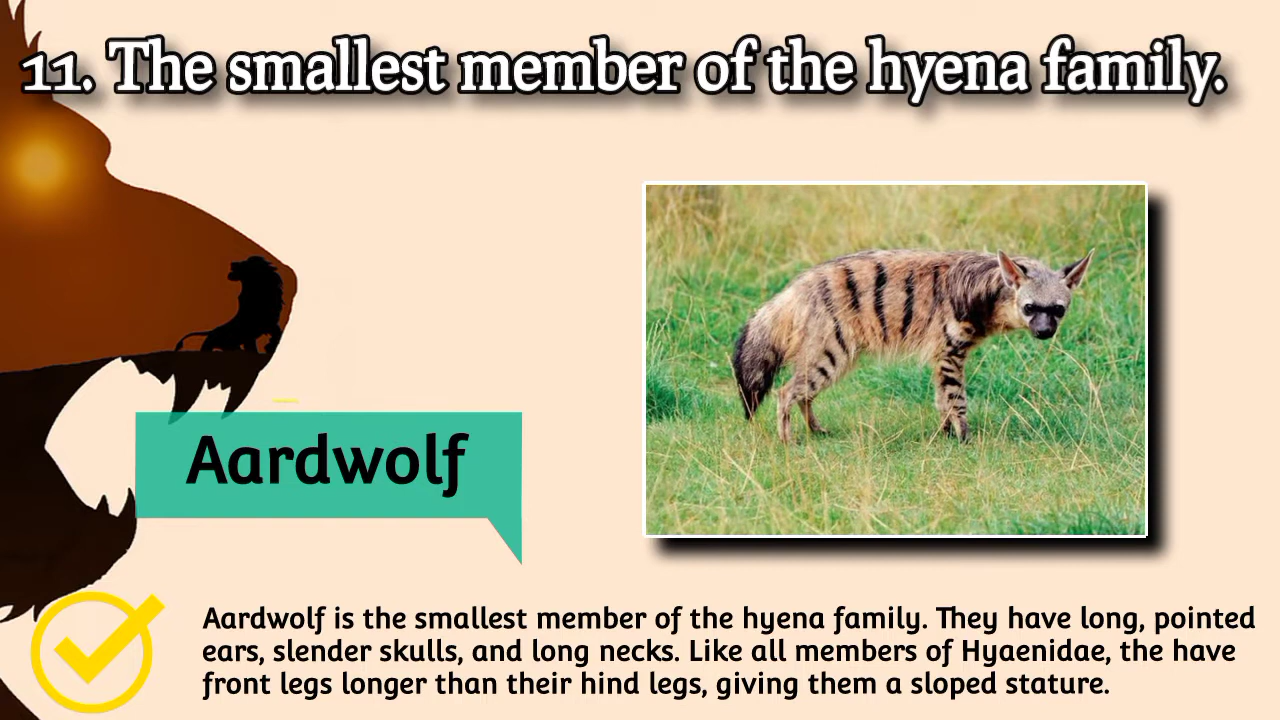 11. The smallest member of the hyena family.
Aardwolf
Aardwolf is the smallest member of the hyena family. They have long, pointed
ears, slender skulls, and long necks. Like all members of Hyaenidae, the have
front legs longer than their hind legs, giving them a sloped stature.